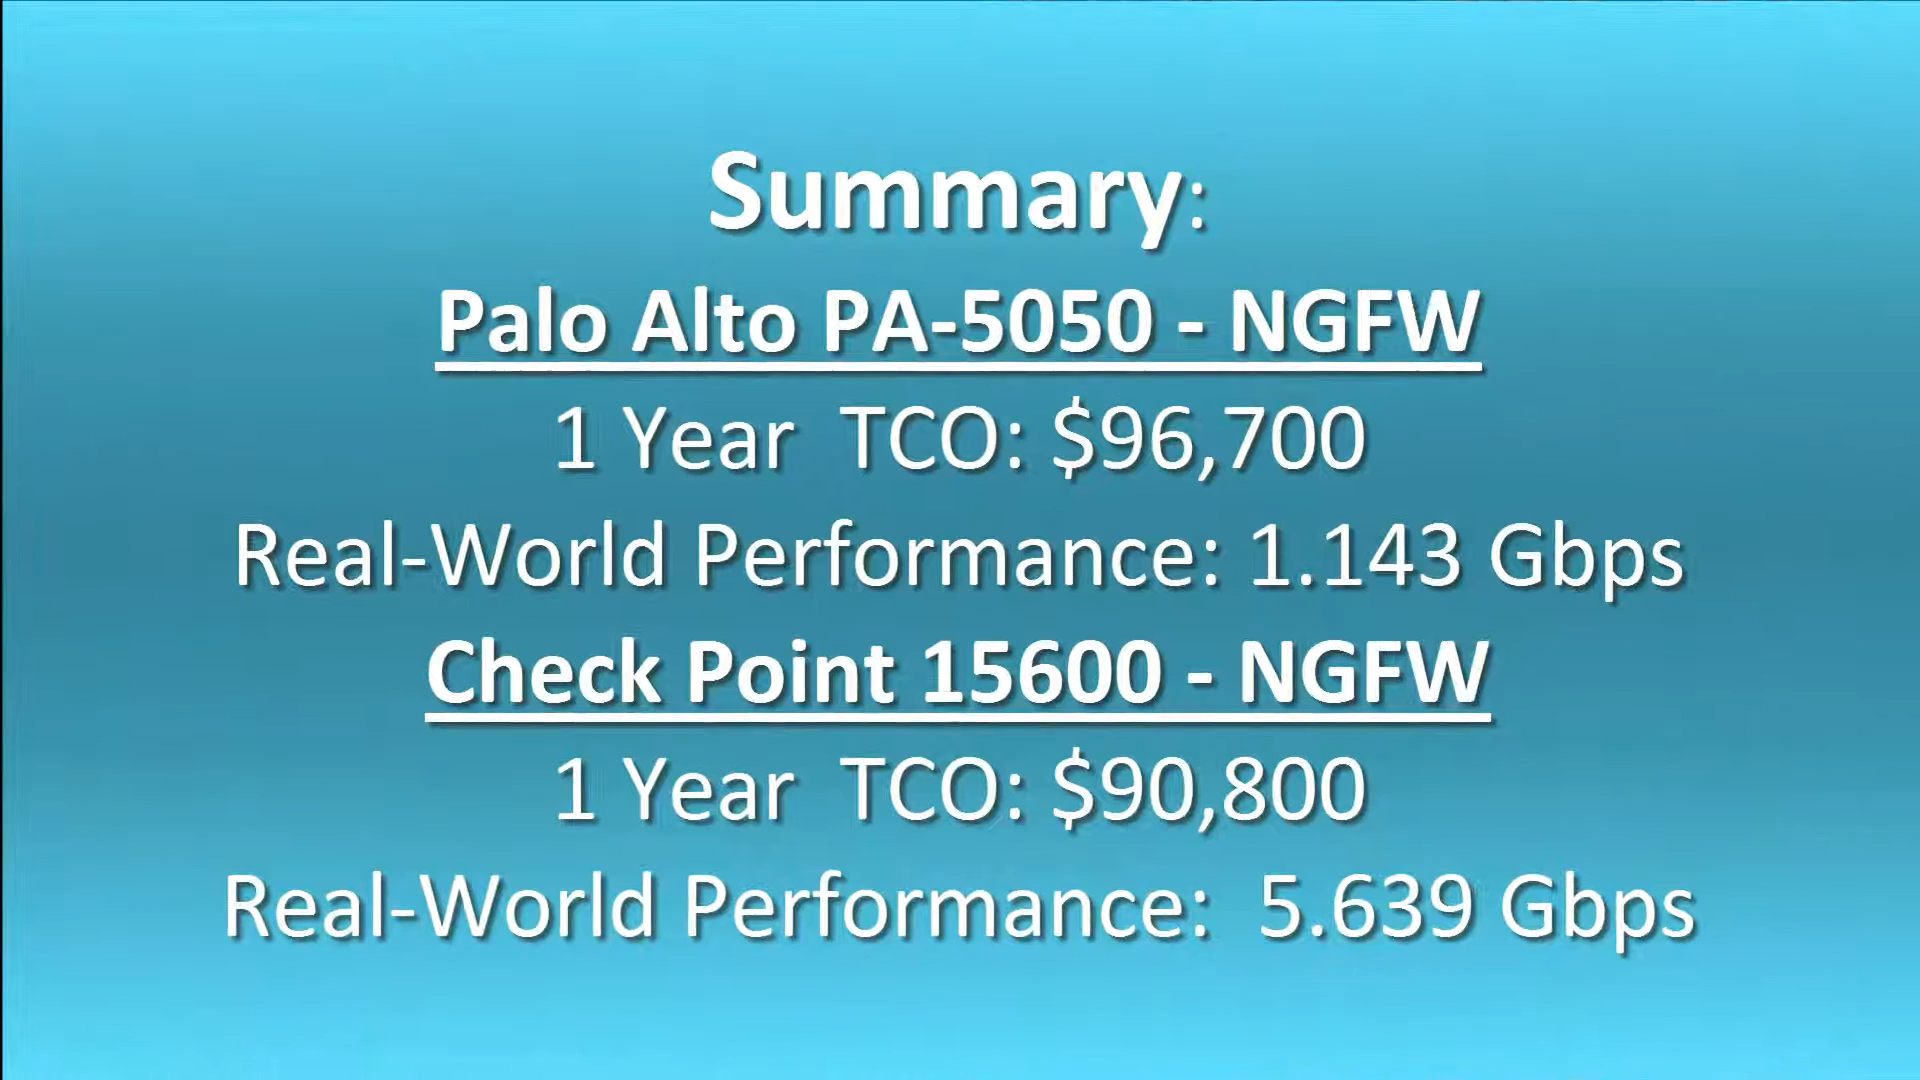 Summary:
Palo Alto PA-5050 - NGFW
1 Year  TCO: $96,700
Real-World Performance: 1.143 Gbps
Check Point 15600 - NGFW
1 Year  TCO: $90,800
Real-World Performance:  5.639 Gbps